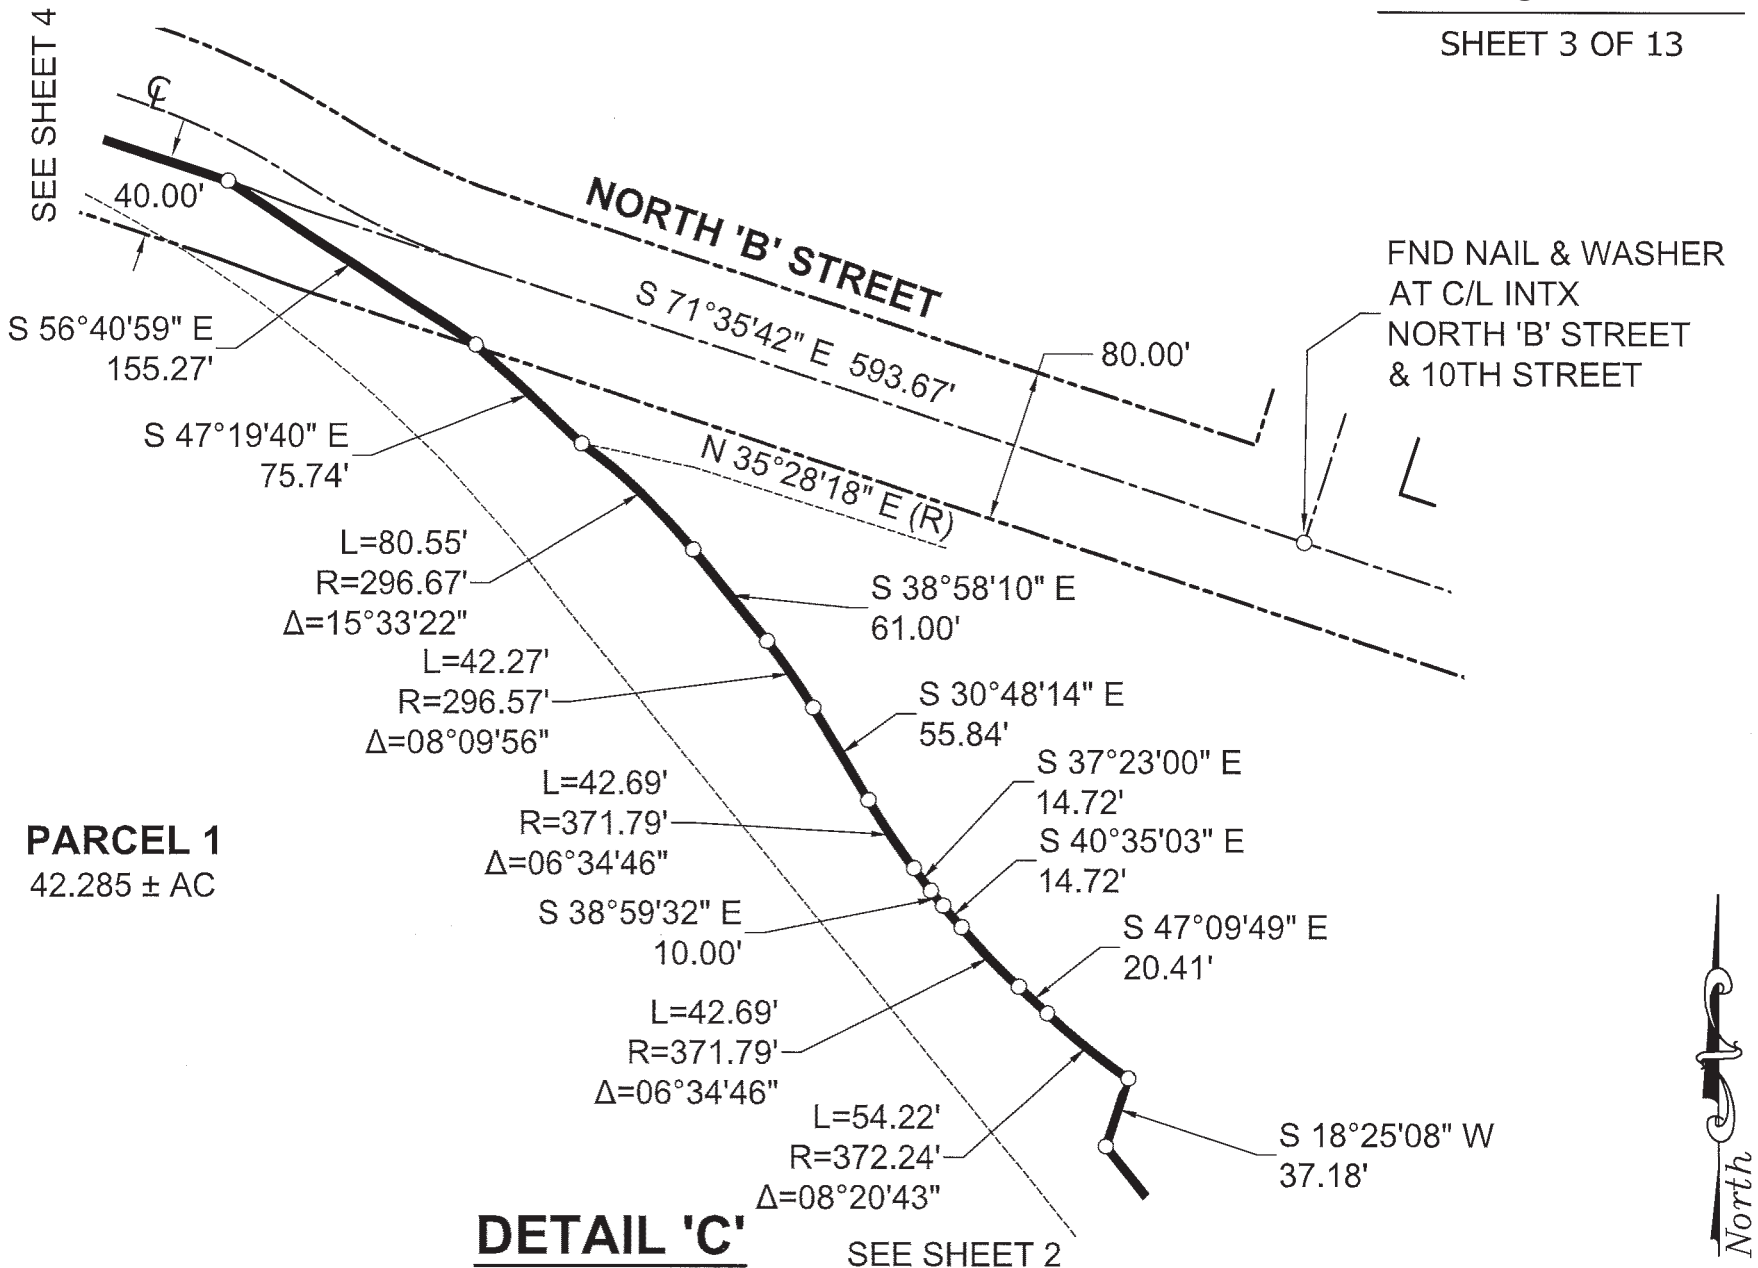 SHEET 3 OF 13
SEE SHEET 4
℄
40.00'
NORTH 'B' STREET
S 71°35'42" E 593.67'
80.00'
FND NAIL & WASHER
AT C/L INTX
NORTH 'B' STREET
& 10TH STREET
S 56°40'59" E
155.27'
S 47°19'40" E
75.74'
N 35°28'18" E (R)
L=80.55'
R=296.67'
Δ=15°33'22"
S 38°58'10" E
61.00'
L=42.27'
R=296.57'
Δ=08°09'56"
S 30°48'14" E
55.84'
L=42.69'
R=371.79'
Δ=06°34'46"
S 37°23'00" E
14.72'
S 40°35'03" E
14.72'
PARCEL 1
42.285 ± AC
S 38°59'32" E
10.00'
S 47°09'49" E
20.41'
L=42.69'
R=371.79'
Δ=06°34'46"
L=54.22'
R=372.24'
Δ=08°20'43"
S 18°25'08" W
37.18'
DETAIL 'C'
SEE SHEET 2
North